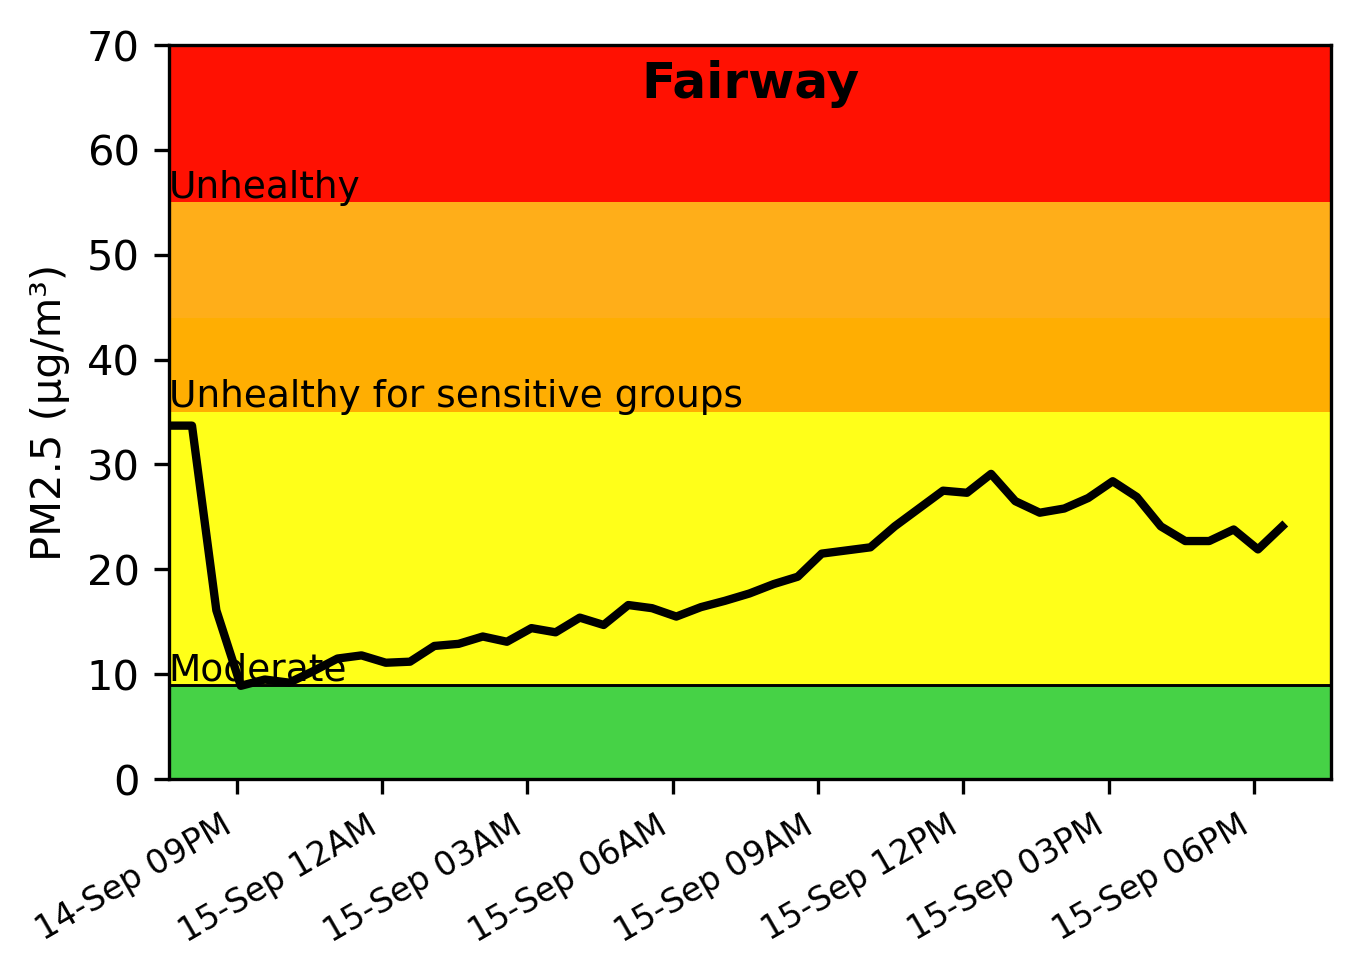 Fairway
PM2.5 (µg/m³)
70
60
50
40
30
20
10
0
Unhealthy
Unhealthy for sensitive groups
Moderate
14-Sep 09PM
15-Sep 12AM
15-Sep 03AM
15-Sep 06AM
15-Sep 09AM
15-Sep 12PM
15-Sep 03PM
15-Sep 06PM